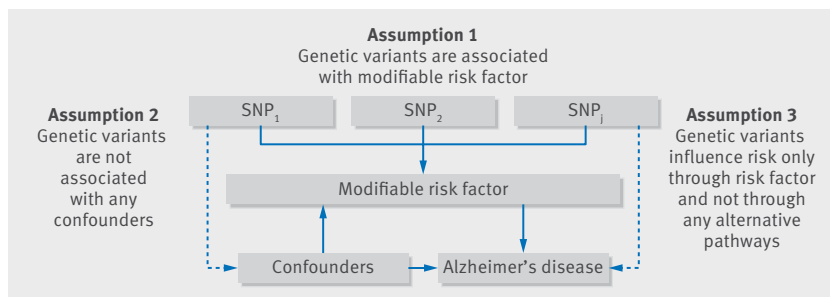 Assumption 1
Genetic variants are associated
with modifiable risk factor
Assumption 2
Genetic variants
are not
associated
with any
confounders
SNP1
SNP2
SNPj
Assumption 3
Genetic variants
influence risk only
through risk factor
and not through
any alternative
pathways
Modifiable risk factor
Confounders
Alzheimer's disease